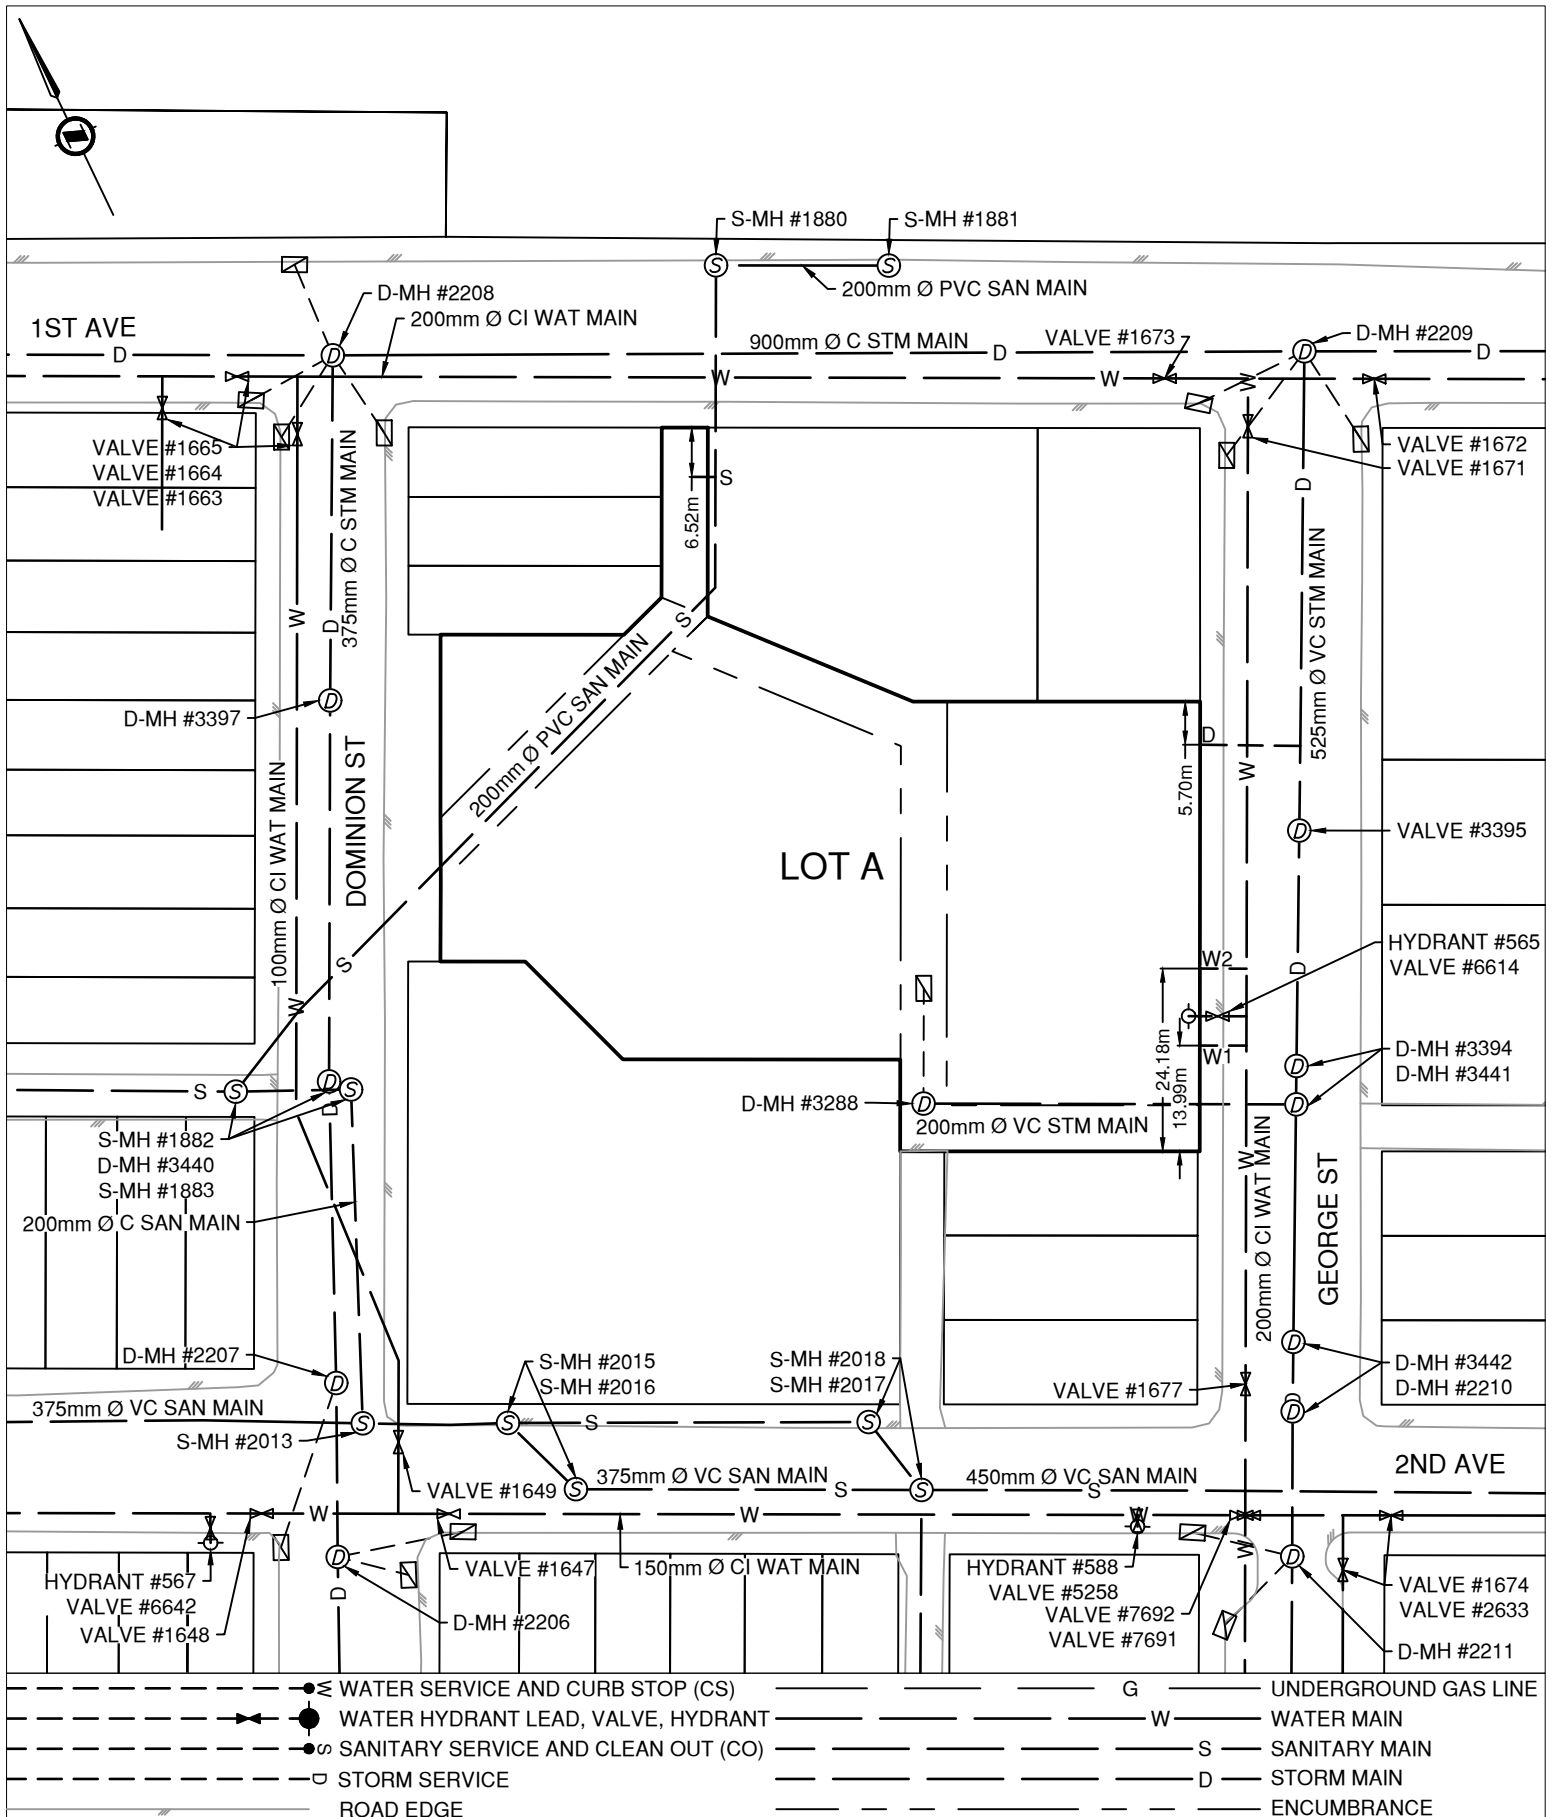 S-MH #1880
S-MH #1881
200mm Ø PVC SAN MAIN
D-MH #2208
200mm Ø CI WAT MAIN
1ST AVE
900mm Ø C STM MAIN
VALVE #1673
D-MH #2209
D
D
D
D
D
W
W
W
VALVE #1665
VALVE #1664
VALVE #1663
375mm Ø C STM MAIN
VALVE #1672
VALVE #1671
S
6.52m
D
525mm Ø VC STM MAIN
W
D
S
200mm Ø PVC SAN MAIN
D-MH #3397
D
DOMINION ST
100mm Ø CI WAT MAIN
D
5.70m
W
D
VALVE #3395
LOT A
HYDRANT #565
VALVE #6614
W2
D
S
W
24.18m
13.99m
W1
D
D-MH #3394
D-MH #3441
D
S
S
S
D
D-MH #3288
D
D
200mm Ø VC STM MAIN
S-MH #1882
D-MH #3440
S-MH #1883
200mm Ø C SAN MAIN
W
200mm Ø CI WAT MAIN
GEORGE ST
D-MH #2207
D
S-MH #2015
S-MH #2016
S-MH #2018
S-MH #2017
VALVE #1677
D
D-MH #3442
D-MH #2210
D
D
375mm Ø VC SAN MAIN
S-MH #2013
S
S
S
S
2ND AVE
VALVE #1649
S
375mm Ø VC SAN MAIN
S
S
450mm Ø VC SAN MAIN
S
W
W
W
W
D
D
D
HYDRANT #567
VALVE #6642
VALVE #1648
VALVE #1647
150mm Ø CI WAT MAIN
D-MH #2206
HYDRANT #588
VALVE #5258
VALVE #7692
VALVE #7691
VALVE #1674
VALVE #2633
D-MH #2211
W WATER SERVICE AND CURB STOP (CS)
WATER HYDRANT LEAD, VALVE, HYDRANT
S SANITARY SERVICE AND CLEAN OUT (CO)
D STORM SERVICE
ROAD EDGE
G UNDERGROUND GAS LINE
W WATER MAIN
S SANITARY MAIN
D STORM MAIN
ENCUMBRANCE